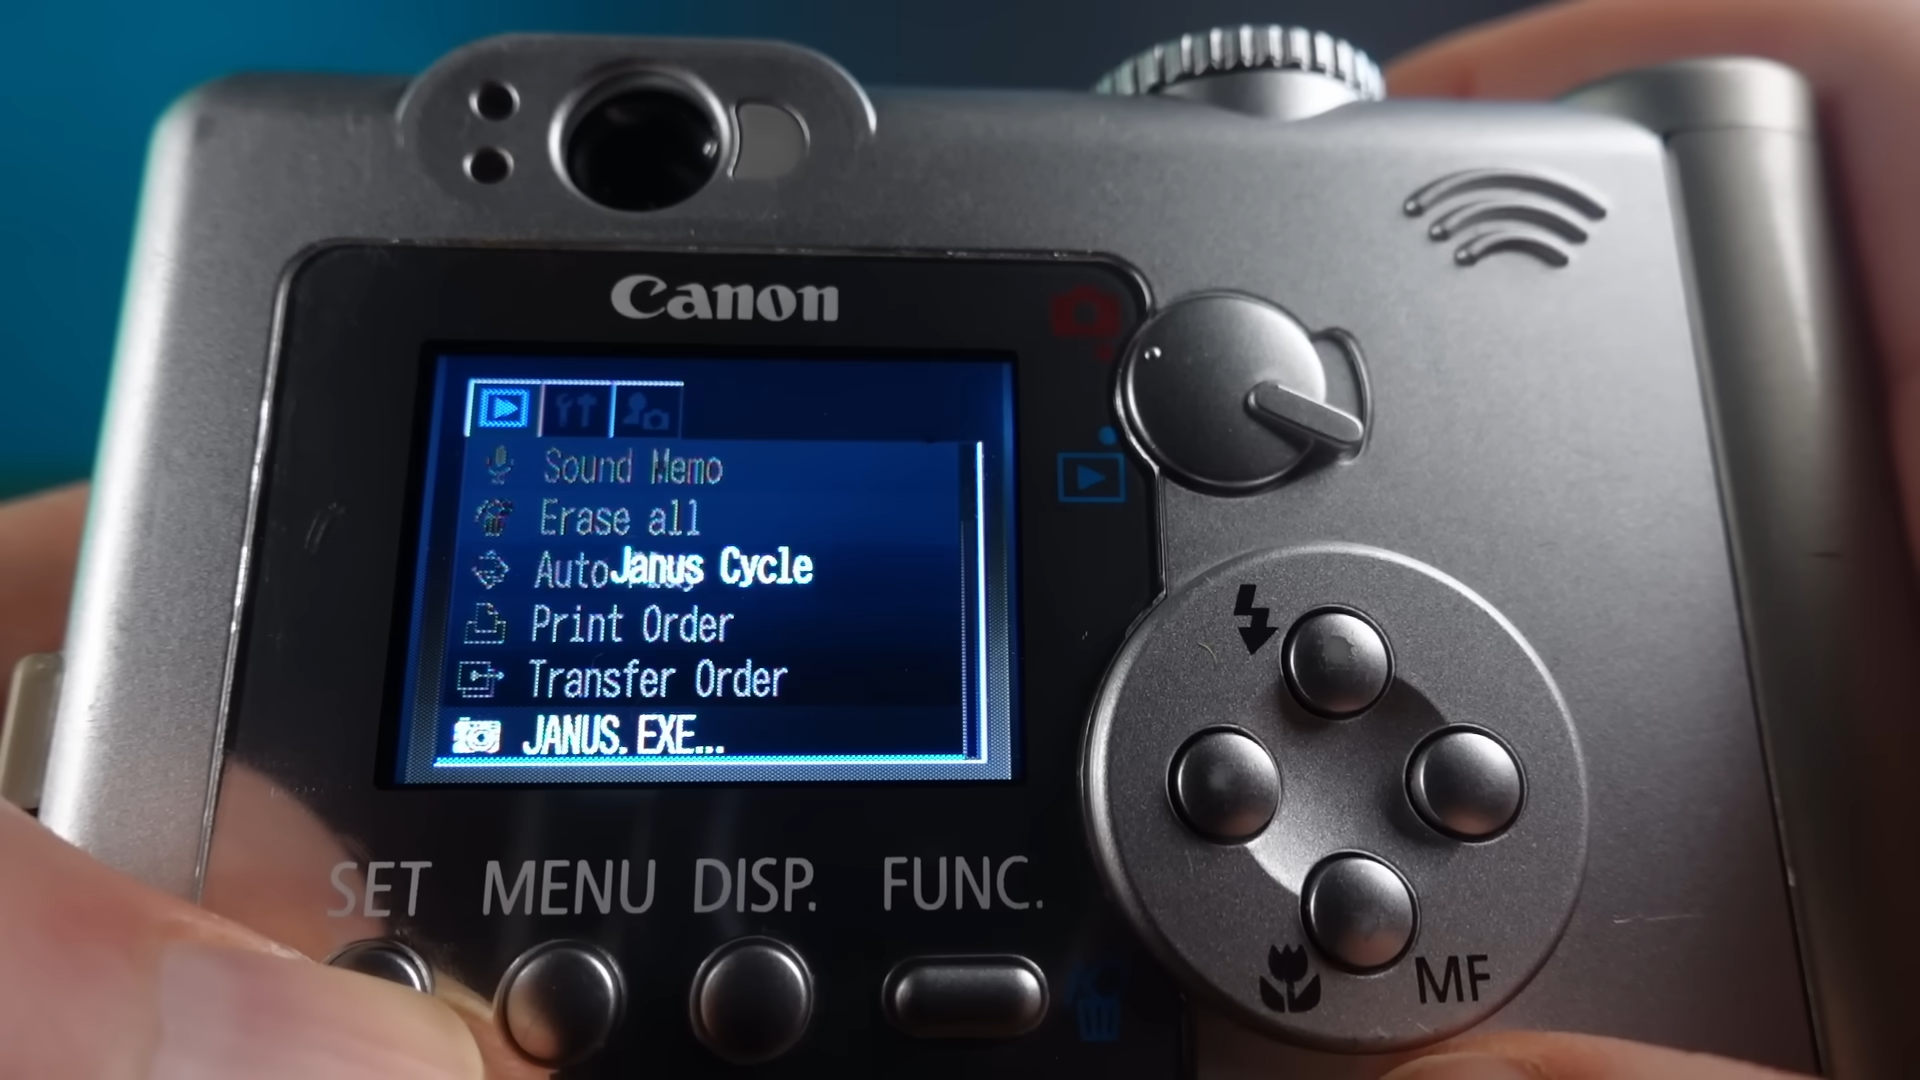 Canon
Sound Memo
Erase all
Auto
Janus Cycle
Print Order
Transfer Order
JANUS.EXE...
SET MENU DISP. FUNC.
MF